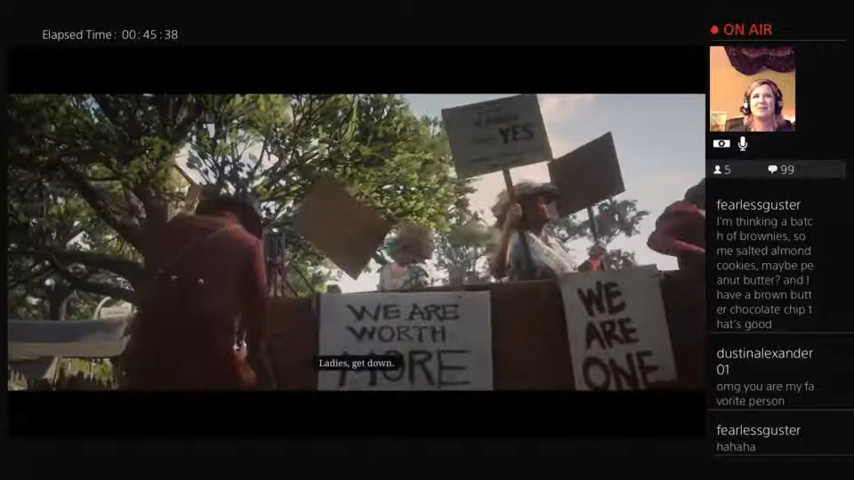 Elapsed Time: 00:45:38
ON AIR
5
99
YES
WE ARE
WORTH
MORE
WE
ARE
ONE
Ladies, get down.
fearlessguster
I'm thinking a batc
h of brownies, so
me salted almond
cookies, maybe pe
anut butter? and I
have a brown butt
er chocolate chip t
hat's good
dustinalexander
01
omg you are my fa
vorite person
fearlessguster
hahaha